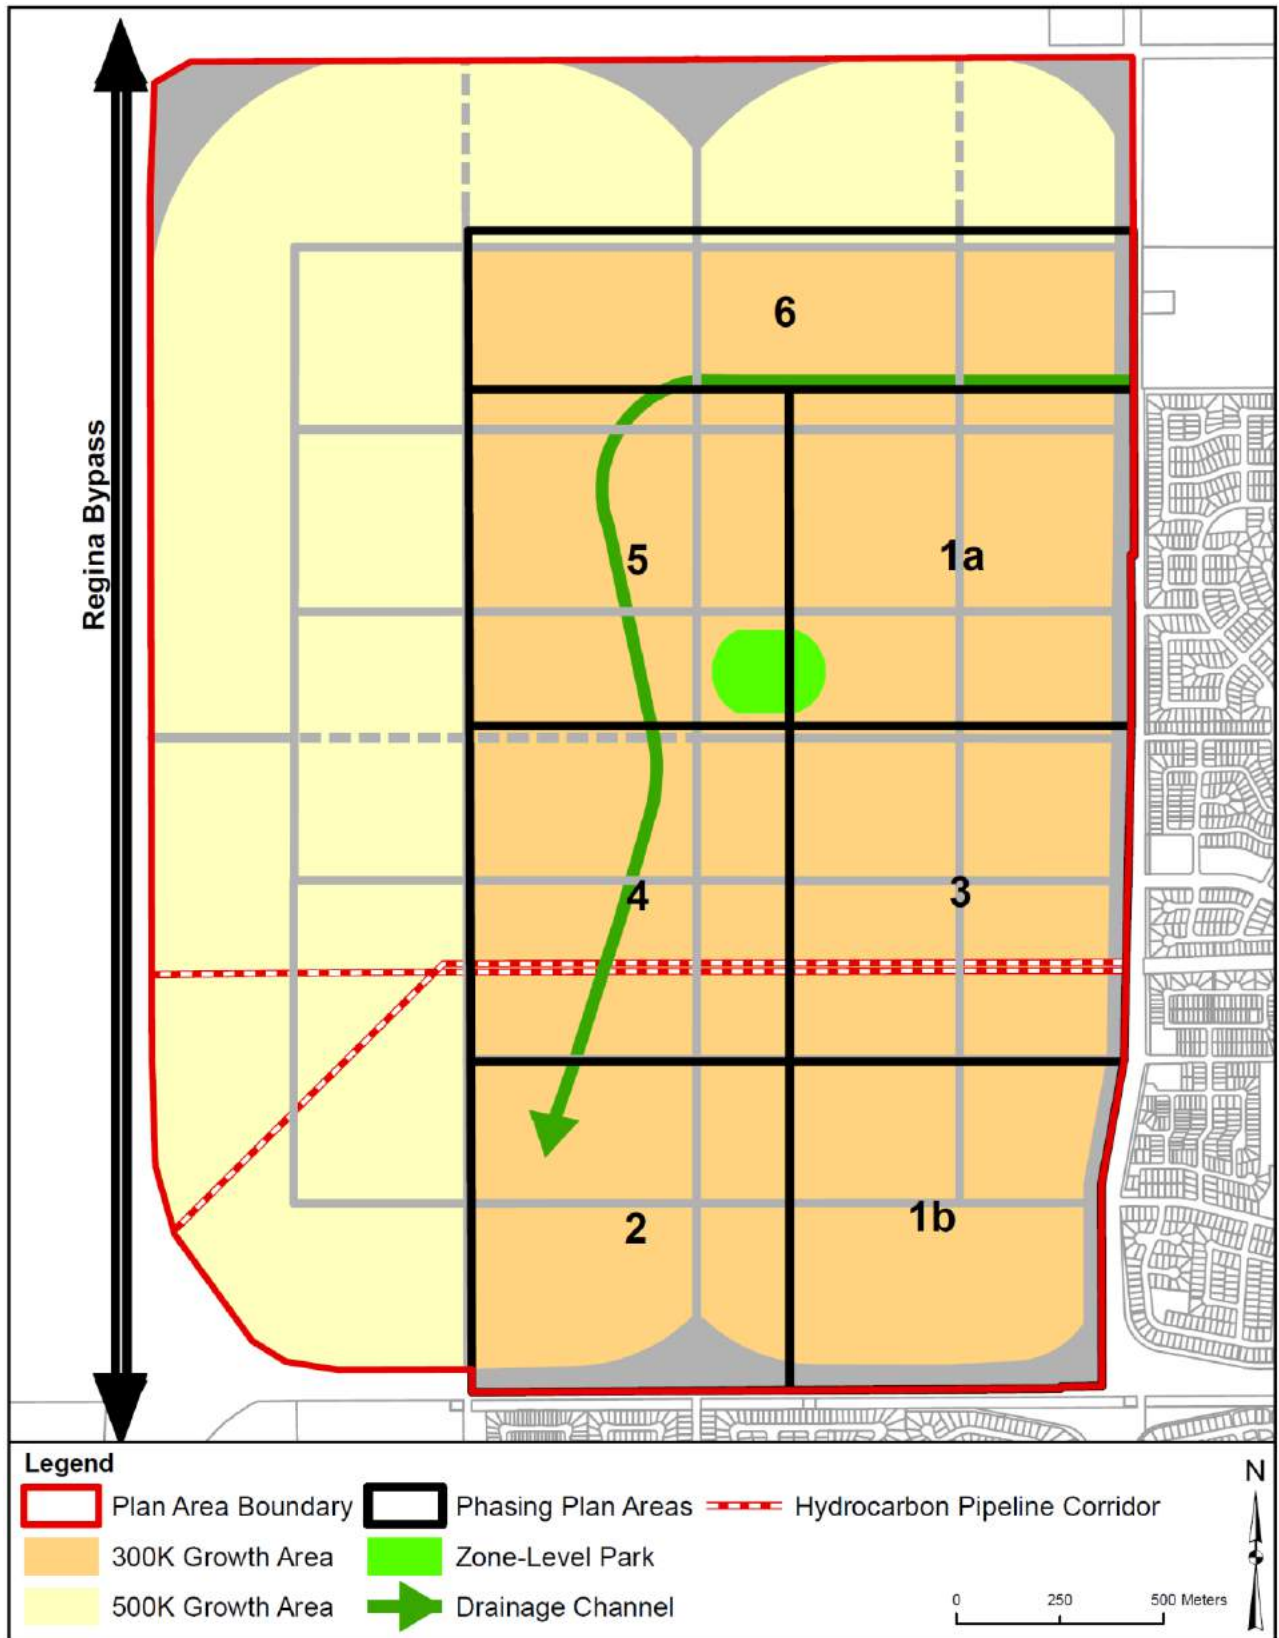 Regina Bypass
6
5
1a
4
3
2
1b
Legend
Plan Area Boundary
Phasing Plan Areas
Hydrocarbon Pipeline Corridor
300K Growth Area
Zone-Level Park
500K Growth Area
Drainage Channel
N
0 250 500 Meters